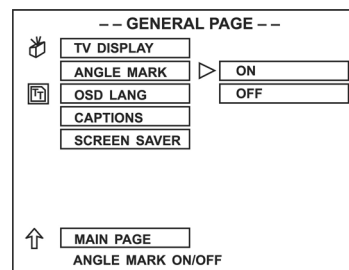 -- GENERAL PAGE --
TV DISPLAY
ANGLE MARK ON
OSD LANG OFF
CAPTIONS
SCREEN SAVER
MAIN PAGE
ANGLE MARK ON/OFF